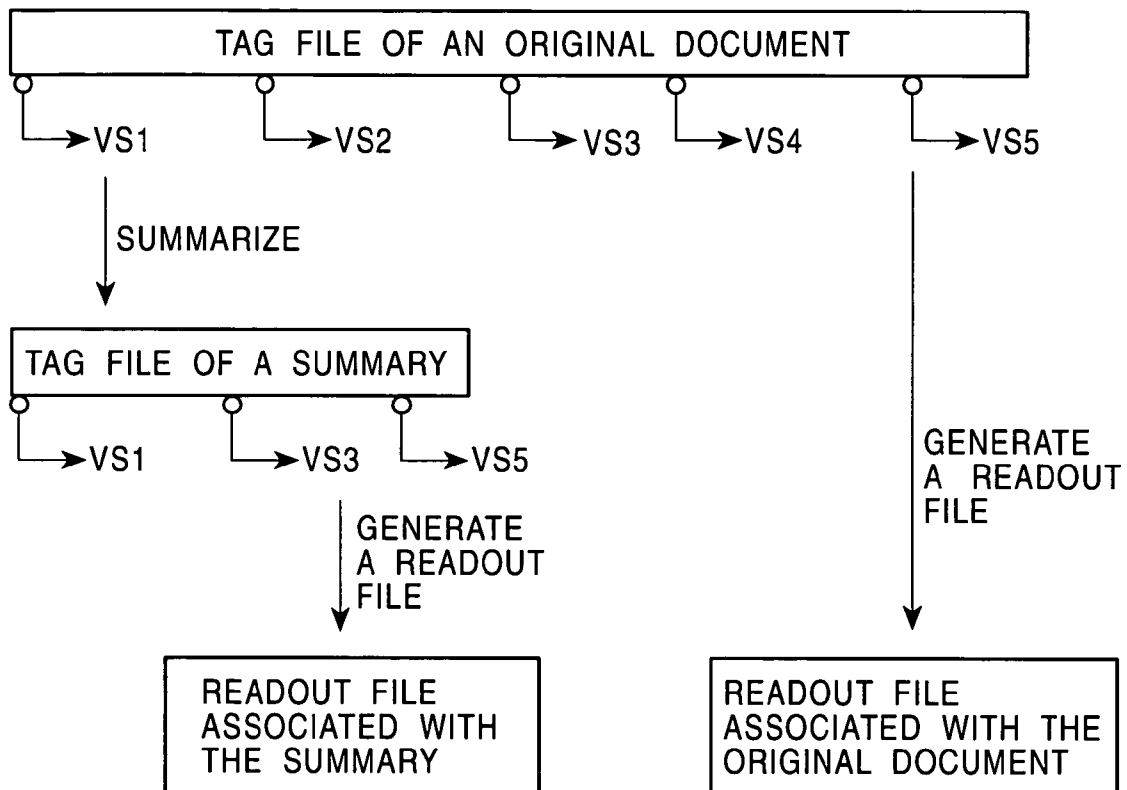 TAG FILE OF AN ORIGINAL DOCUMENT
VS1
VS2
VS3
VS4
VS5
SUMMARIZE
TAG FILE OF A SUMMARY
VS1
VS3
VS5
GENERATE
A READOUT
FILE
GENERATE
A READOUT
FILE
READOUT FILE
ASSOCIATED WITH
THE SUMMARY
READOUT FILE
ASSOCIATED WITH THE
ORIGINAL DOCUMENT